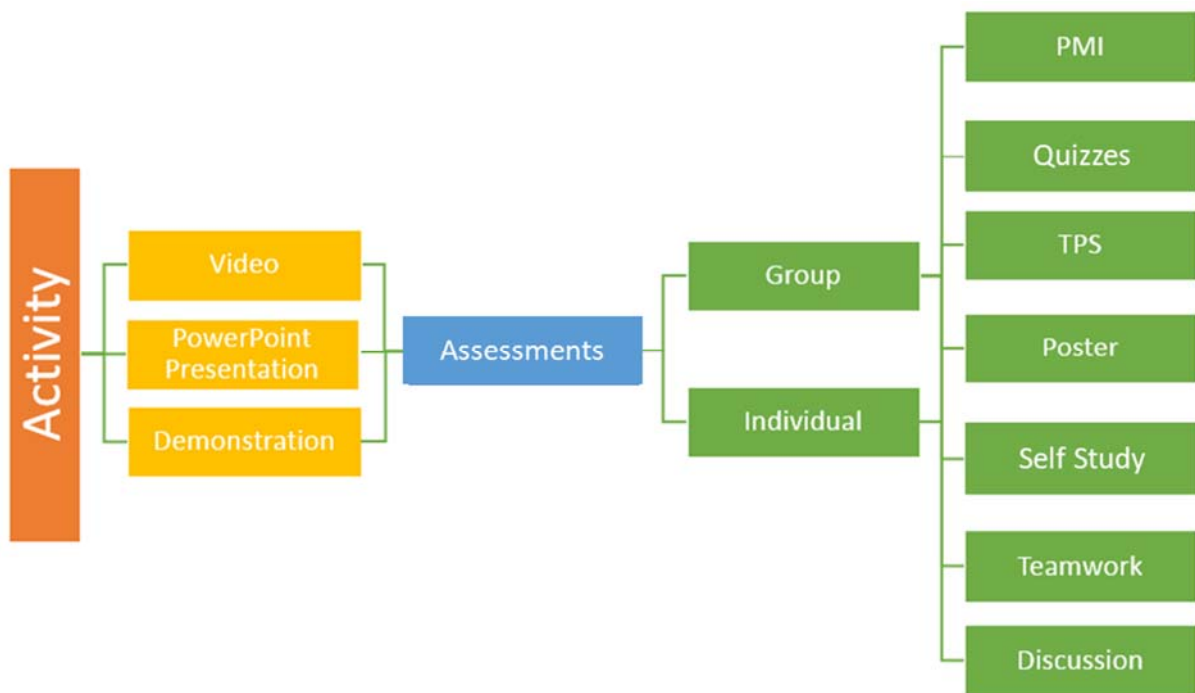 Activity
Video
PowerPoint
Presentation
Demonstration
Assessments
Group
Individual
PMI
Quizzes
TPS
Poster
Self Study
Teamwork
Discussion